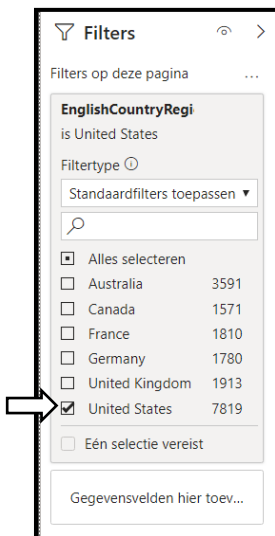 Filters
Filters op deze pagina
...
EnglishCountryRegi
is United States
Filtertype
Standaardfilters toepassen
Alles selecteren
Australia 3591
Canada 1571
France 1810
Germany 1780
United Kingdom 1913
United States 7819
Eén selectie vereist
Gegevensvelden hier toev...